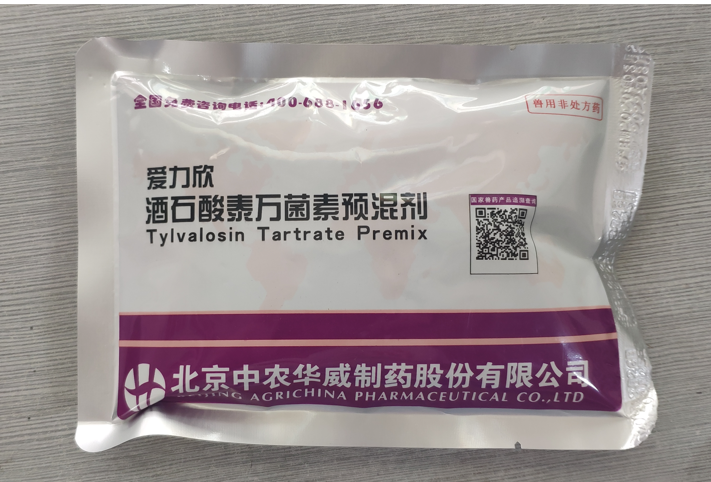 全国免费咨询电话:400-688-1656
兽用非处方药
爱力欣
酒石酸泰万菌素预混剂
Tylvalosin Tartrate Premix
国家兽药产品追溯
北京中农华威制药股份有限公司
AGRICHINA PHARMACEUTICAL CO.,LTD